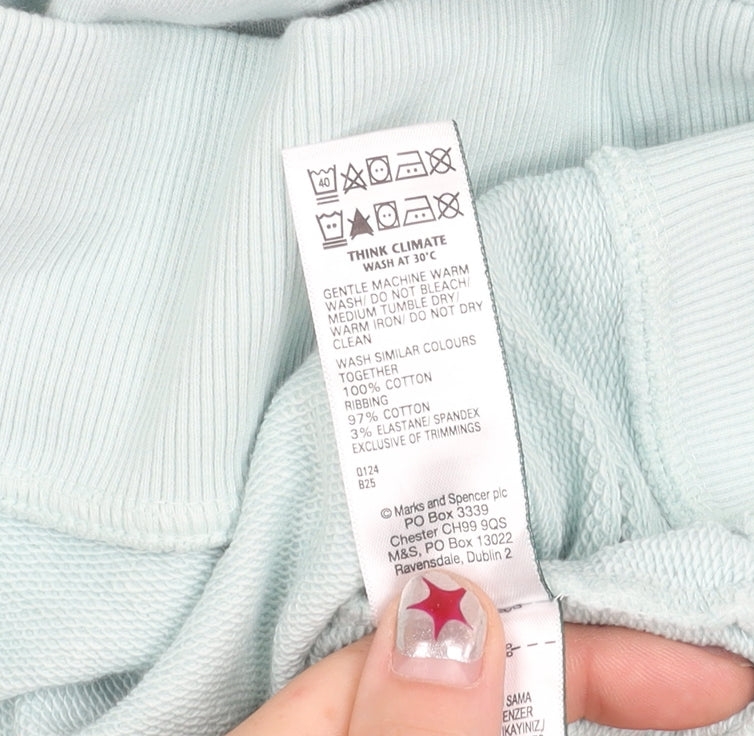 40
THINK CLIMATE
WASH AT 30°C
GENTLE MACHINE WARM
WASH/ DO NOT BLEACH/
MEDIUM TUMBLE DRY/
WARM IRON/ DO NOT DRY
CLEAN
WASH SIMILAR COLOURS
TOGETHER
100% COTTON
RIBBING
97% COTTON
3% ELASTANE/ SPANDEX
EXCLUSIVE OF TRIMMINGS
0124
B25
© Marks and Spencer plc
PO Box 3339
Chester CH99 9QS
M&S, PO Box 13022
Ravensdale, Dublin 2
SAMA
ENZER
IKAYINIZ/